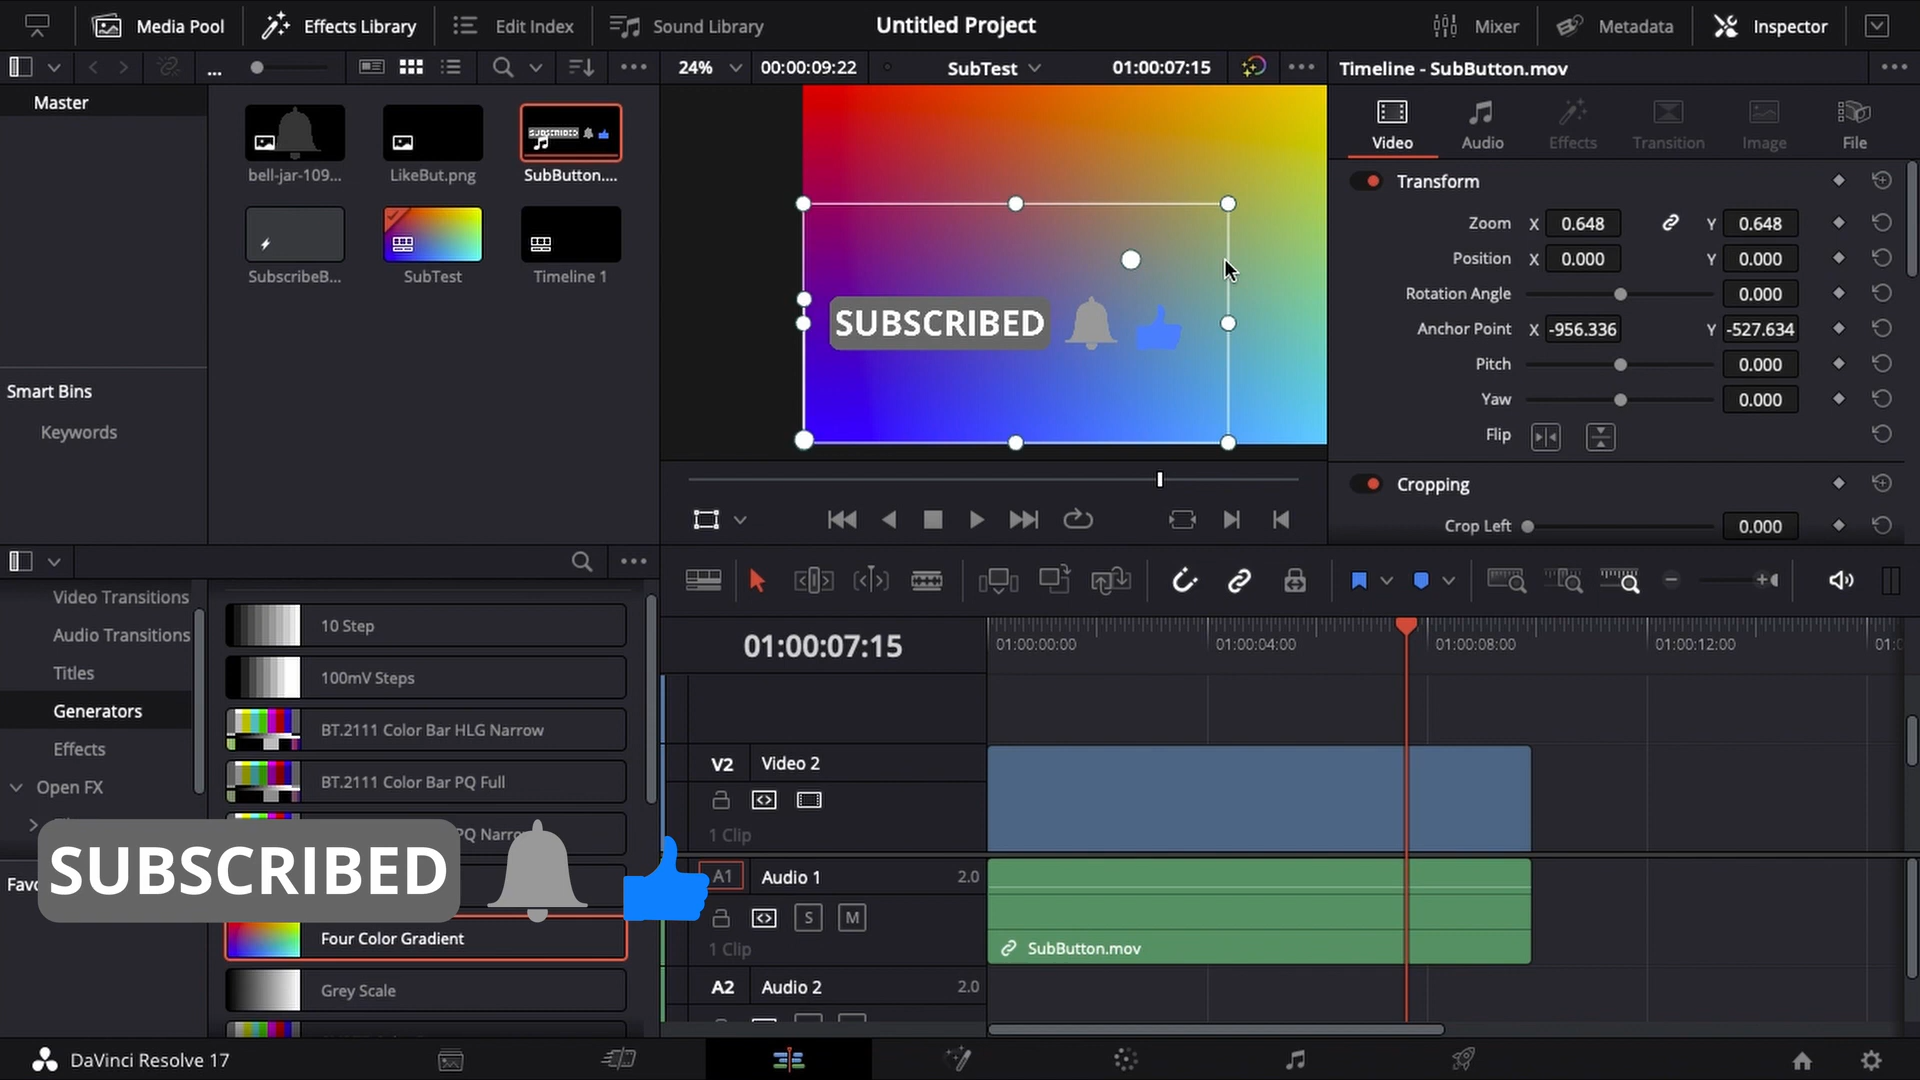 Media Pool
Effects Library
Edit Index
Sound Library
Untitled Project
Mixer
Metadata
Inspector
...
24%
00:00:09:22
SubTest
01:00:07:15
Timeline - SubButton.mov
Master
bell-jar-109...
LikeBut.png
SubButton....
SubscribeB...
SubTest
Timeline 1
Smart Bins
Keywords
SUBSCRIBED
Video
Audio
Effects
Transition
Image
File
Transform
Zoom X 0.648 Y 0.648
Position X 0.000 Y 0.000
Rotation Angle 0.000
Anchor Point X -956.336 Y -527.634
Pitch 0.000
Yaw 0.000
Flip
Cropping
Crop Left 0.000
Video Transitions
Audio Transitions
Titles
Generators
Effects
Open FX
Favo
10 Step
100mV Steps
BT.2111 Color Bar HLG Narrow
BT.2111 Color Bar PQ Full
PQ Narro
Four Color Gradient
Grey Scale
SUBSCRIBED
01:00:07:15
01:00:00:00
01:00:04:00
01:00:08:00
01:00:12:00
01:0
V2 Video 2
1 Clip
A1 Audio 1 2.0
S M
1 Clip
SubButton.mov
A2 Audio 2 2.0
DaVinci Resolve 17